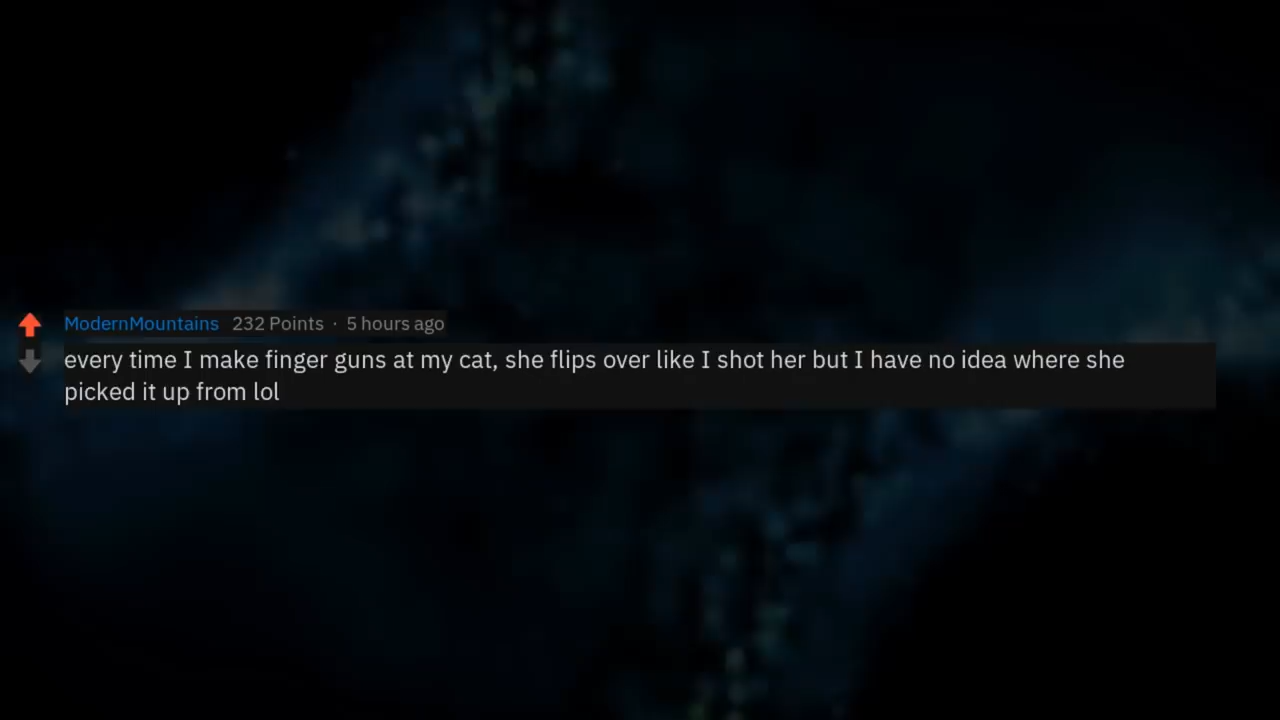 ModernMountains 232 Points · 5 hours ago
every time I make finger guns at my cat, she flips over like I shot her but I have no idea where she
picked it up from lol